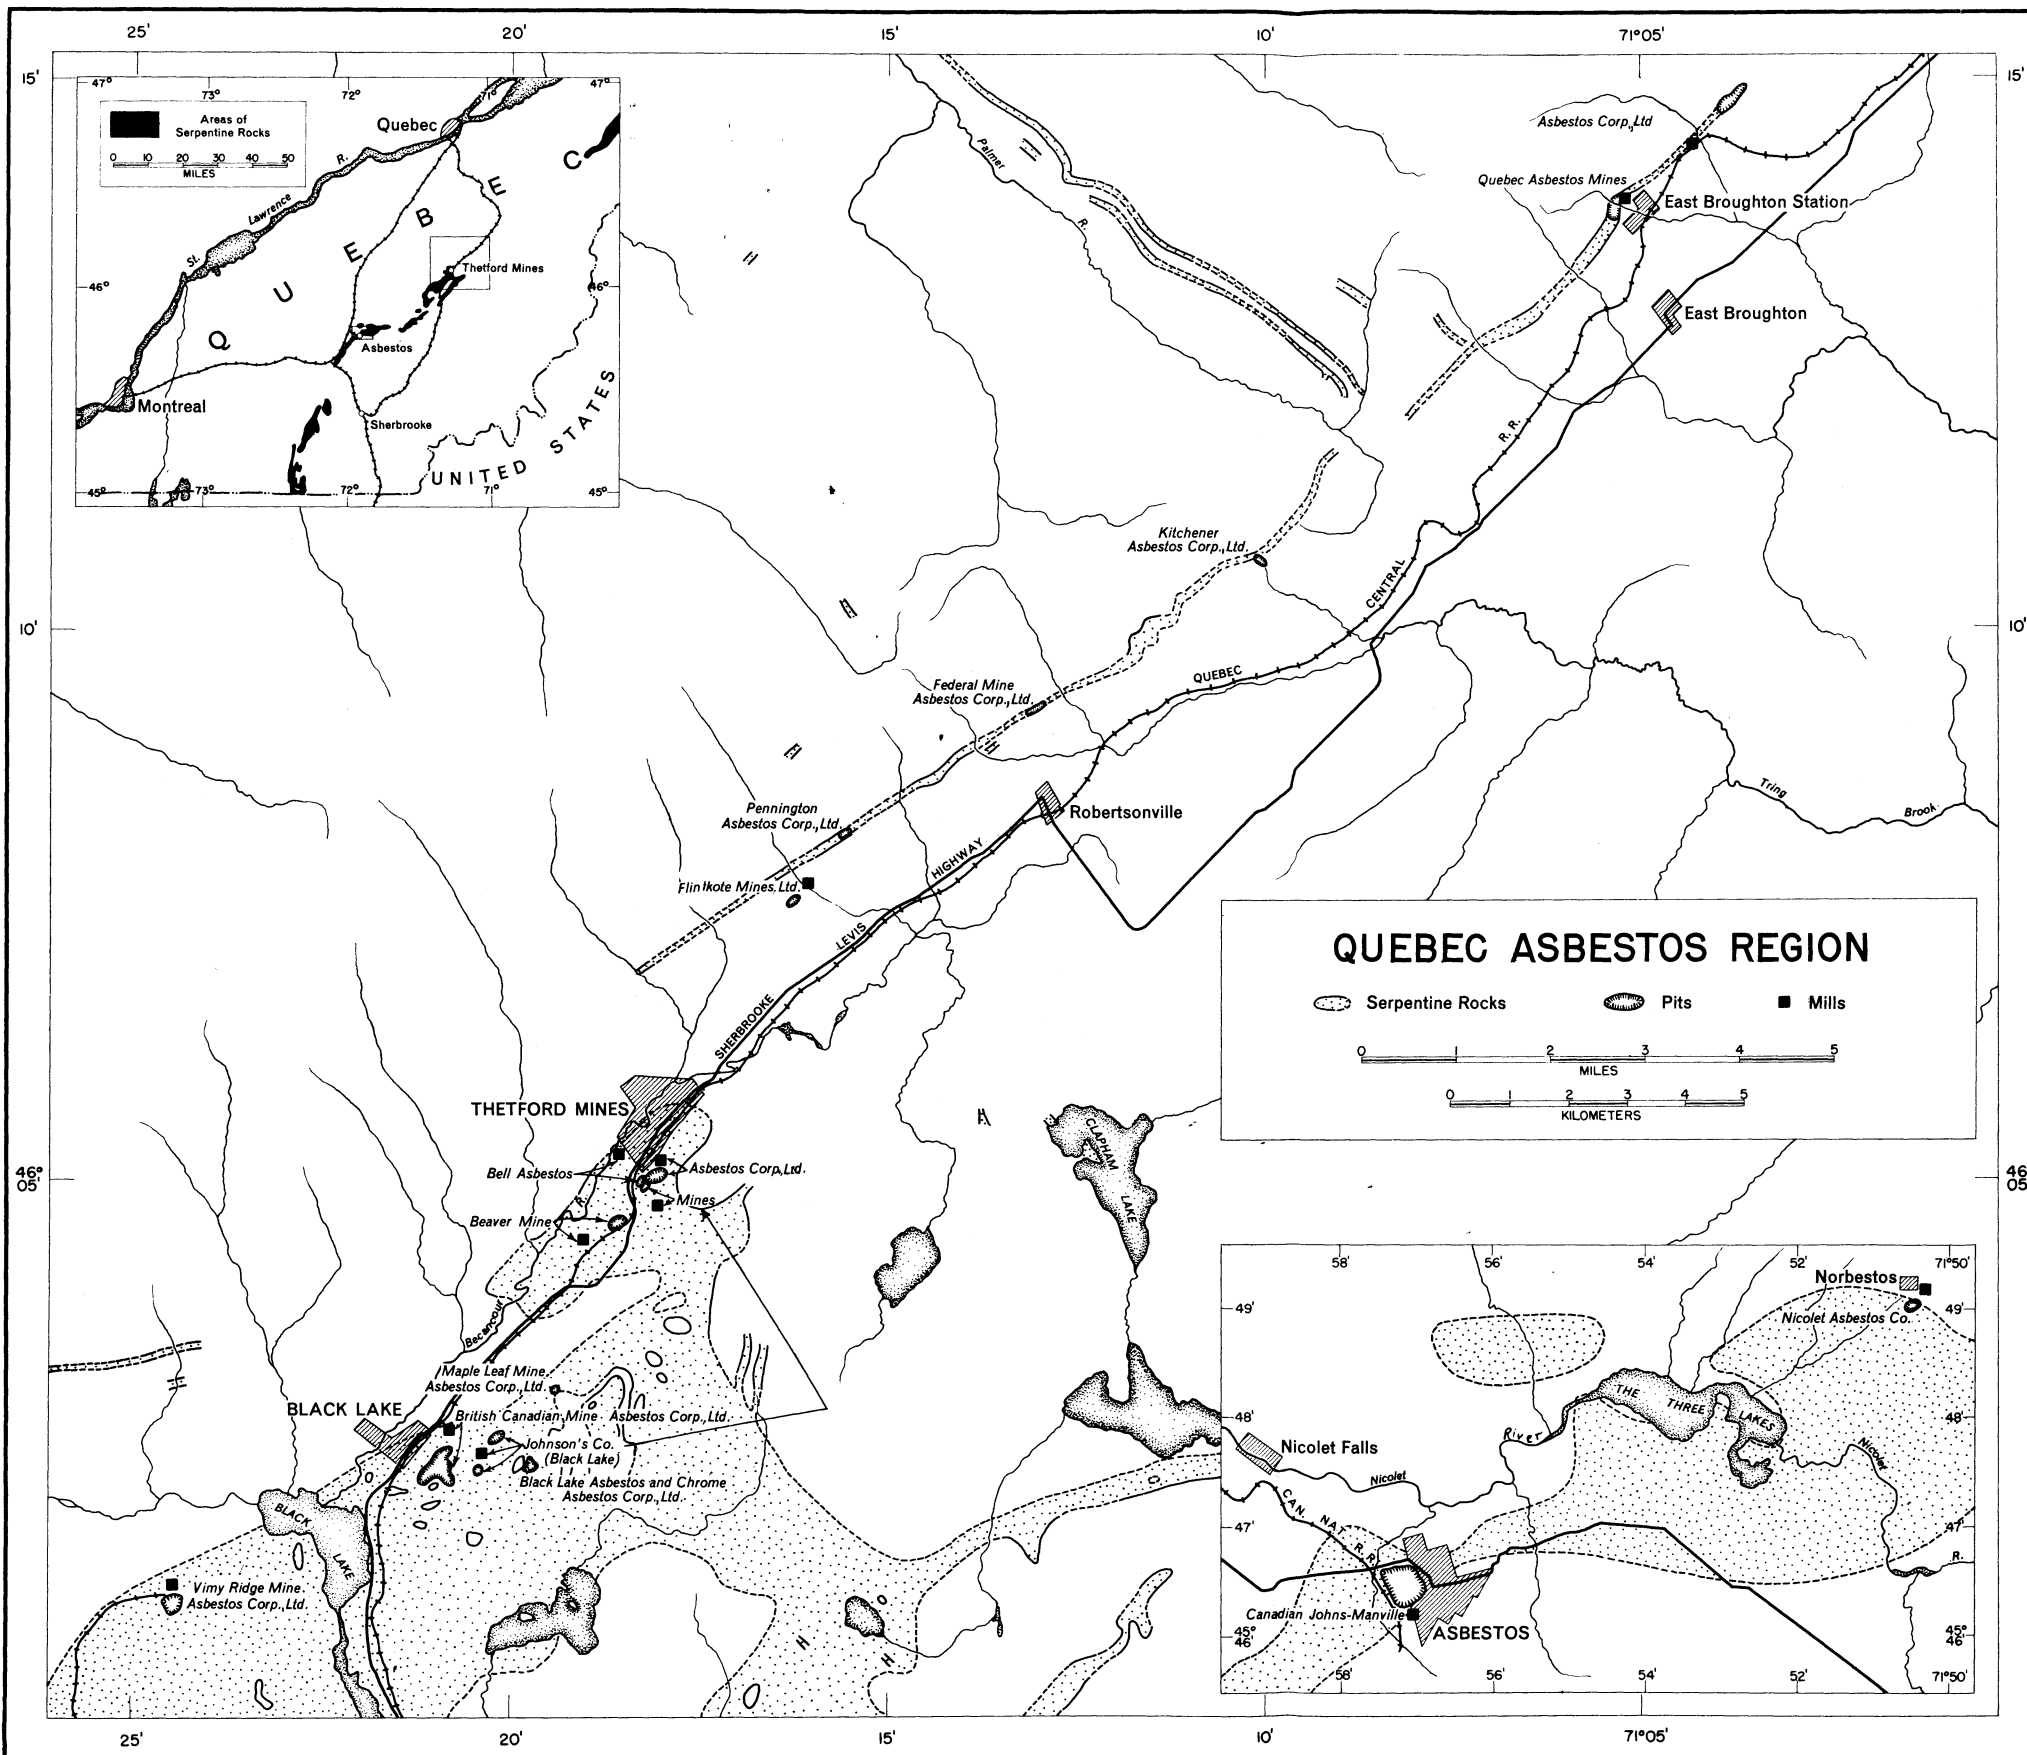 25'
20'
15'
10'
71°05'
15'
15'
47°
73°
72°
71°
47°
Areas of
Serpentine Rocks
0 10 20 30 40 50
MILES
Quebec
R.
Lawrence
St.
Q U E B E C
46°
46°
Thetford Mines
Asbestos
Montreal
Sherbrooke
UNITED STATES
45°
73°
72°
71°
45°
Palmer
R.
Asbestos Corp., Ltd
Quebec Asbestos Mines
East Broughton Station
East Broughton
R. R.
Kitchener
Asbestos Corp., Ltd.
CENTRAL
10'
10'
QUEBEC
Federal Mine
Asbestos Corp., Ltd.
Tring
Brook
Pennington
Asbestos Corp., Ltd.
Robertsonville
HIGHWAY
Flintkote Mines, Ltd.
LEVIS
SHERBROOKE
QUEBEC ASBESTOS REGION
Serpentine Rocks
Pits
Mills
0 1 2 3 4 5
MILES
0 1 2 3 4 5
KILOMETERS
THETFORD MINES
CLAPHAM
LAKE
46°
05'
46
05
Bell Asbestos
Asbestos Corp., Ltd.
Mines
R.
Beaver Mine
Becancour
Maple Leaf Mine
Asbestos Corp., Ltd.
BLACK LAKE
British Canadian Mine Asbestos Corp., Ltd.
Johnson's Co.
(Black Lake)
Black Lake Asbestos and Chrome
Asbestos Corp., Ltd.
BLACK
LAKE
Vimy Ridge Mine
Asbestos Corp., Ltd.
58'
56'
54'
52'
71°50'
Norbestos
49'
49'
Nicolet Asbestos Co.
THE
THREE
LAKES
48'
48'
River
Nicolet Falls
Nicolet
Nicolet
CAN. NAT. R.R.
47'
47'
R.
Canadian Johns-Manville
ASBESTOS
45°
46'
45°
46'
58'
56'
54'
52'
71°50'
25'
20'
15'
10'
71°05'